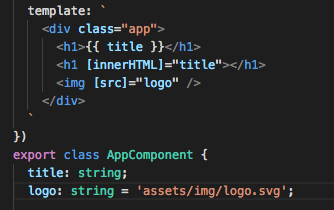 template: `
<div class="app">
<h1>{{ title }}</h1>
<h1 [innerHTML]="title"></h1>
<img [src]="logo" />
</div>
`
})
export class AppComponent {
title: string;
logo: string = 'assets/img/logo.svg';